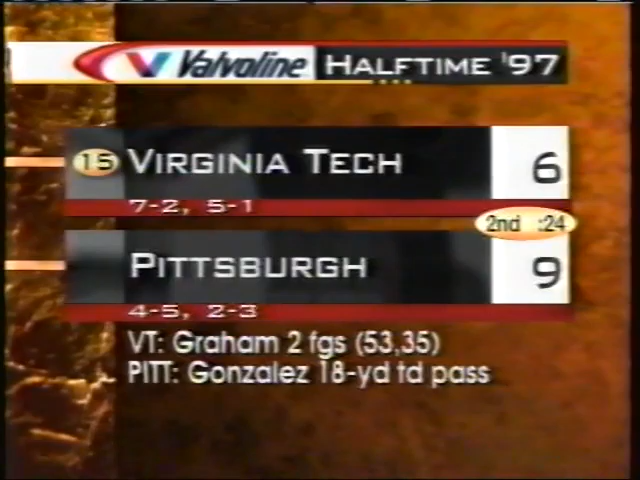 Valvoline HALFTIME '97
15 VIRGINIA TECH 6
7-2, 5-1
2nd :24
PITTSBURGH 9
4-5, 2-3
VT: Graham 2 fgs (53,35)
PITT: Gonzalez 18-yd td pass